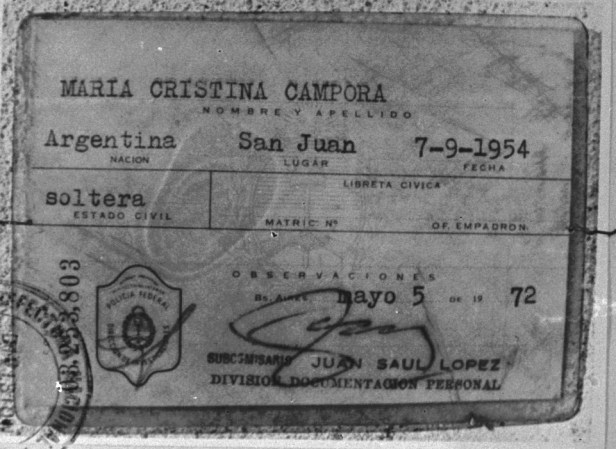 MARIA CRISTINA CAMPORA
NOMBRE Y APELLIDO
Argentina San Juan 7-9-1954
NACION LUGAR FECHA
soltera
ESTADO CIVIL
LIBRETA CIVICA
MATRIC Nº OF. EMPADRON:
OBSERVACIONES
Bs. Aires mayo 5 DE 19 72
POLICIA FEDERAL
SUBCOMISARIO JUAN SAUL LOPEZ
DIVISION DOCUMENTACION PERSONAL